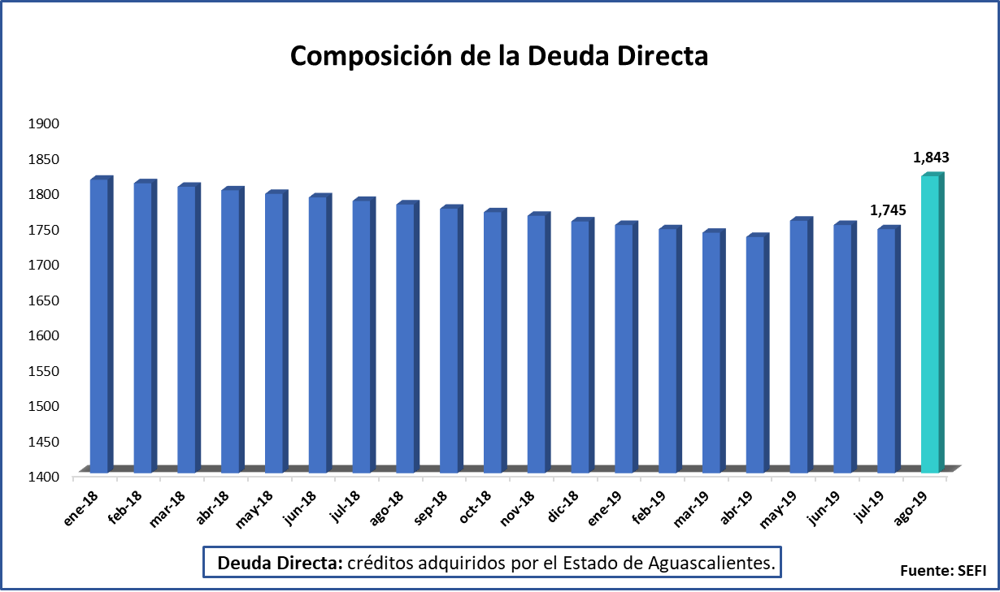 Composición de la Deuda Directa
1900
1850
1800
1750
1700
1650
1600
1550
1500
1450
1400
1,745
1,843
ene-18
feb-18
mar-18
abr-18
may-18
jun-18
jul-18
ago-18
sep-18
oct-18
nov-18
dic-18
ene-19
feb-19
mar-19
abr-19
may-19
jun-19
jul-19
ago-19
Deuda Directa: créditos adquiridos por el Estado de Aguascalientes.
Fuente: SEFI